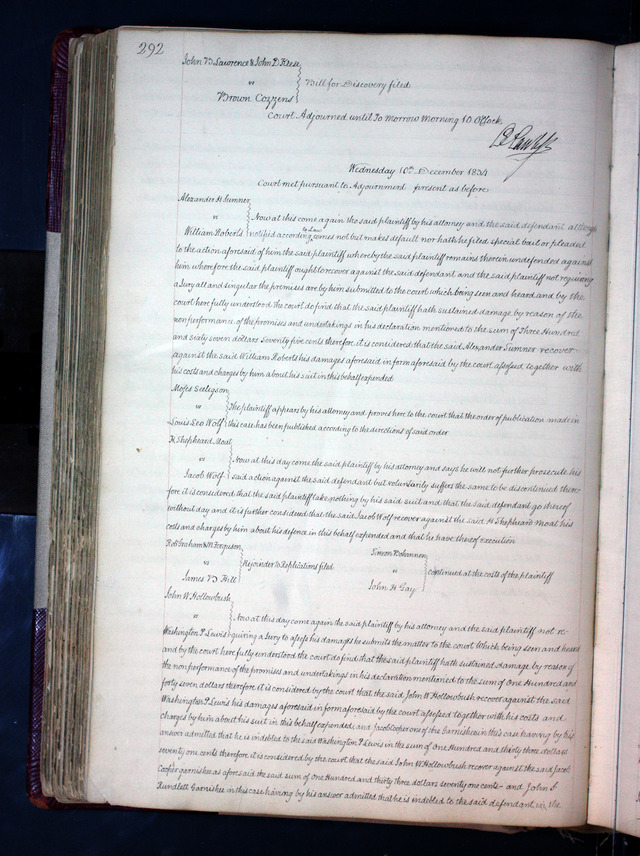 292
John B Lawrence & John D Reese
vs
Bill for Discovery filed
Brown Cozzens
Court Adjourned until To Morrow Morning 10 O'Clock
Wednesday 10th December 1834
Court met pursuant to Adjournment present as before
Alexander H Sumner
vs
Now at this come again the said plaintiff by his attorney and the said defendant altho
William Roberts notified according to Law comes not but makes default nor hath he filed special bail or pleaded
to the action aforesaid of him the said plaintiff whereby the said plaintiff remains therein undefended against
him wherefore the said plaintiff ought to recover against the said defendant and the said plaintiff not requiring
a Jury all and singular the premises are by him submitted to the court which being seen and heard and by the
court here fully understood the court do find that the said plaintiff hath sustained damage by reason of the
non performance of the promises and undertakings in his declaration mentioned to the sum of Three Hundred
and sixty seven dollars seventy five cents therefore it is considered that the said Alexander Sumner recover
against the said William Roberts his damages aforesaid in form aforesaid by the court assessed together with
his costs and charges by him about his suit in this behalf expended
Moses Seeligson
vs
The plaintiff appears by his attorney and proves here to the court that the order of publication made in
Louis Leo Wolf this case has been published according to the directions of said order
H Shepheard Moat
vs
Now at this day come the said plaintiff by his attorney and says he will not further prosecute his
Jacob Wolf said action against the said defendant but voluntarily suffers the same to be discontinued there-
fore it is considered that the said plaintiff take nothing by his said suit and that the said defendant go thereof
without day and it is further considered that the said Jacob Wolf recover against the said H Shepheard Moat his
costs and charges by him about his defence in this behalf expended and that he have thereof execution
Robt Graham & W Ferguson
vs
Rejoinder to Replications filed
James B Hill
Simeon Bohannon
vs
continued at the costs of the plaintiff
John H Gay
John W Hollowbush
vs
Now at this day come again the said plaintiff by his attorney and the said plaintiff not re-
Washington P Lewis quiring a Jury to assess his damages he submits the matter to the court which being seen and heard
and by the court here fully understood the court do find that the said plaintiff hath sustained damage by reason of
the non performance of the promises and undertakings in his declaration mentioned to the sum of One Hundred and
forty seven dollars therefore it is considered by the court that the said John W Hollowbush recover against the said
Washington P Lewis his damages aforesaid in form aforesaid by the court assessed together with his costs and
charges by him about his suit in this behalf expended and Jacob Cooper one of the Garnishees in this case having by his
answer admitted that he is indebted to the said Washington P Lewis in the sum of One Hundred and thirty three dollars
seventy one cents therefore it is considered by the court that the said John W Hollowbush recover against the said Jacob
Cooper garnishee as aforesaid the said sum of One Hundred and thirty three dollars seventy one cents - and John F
Rundlett Garnishee in this case having by his answer admitted that he is indebted to the said defendant in the